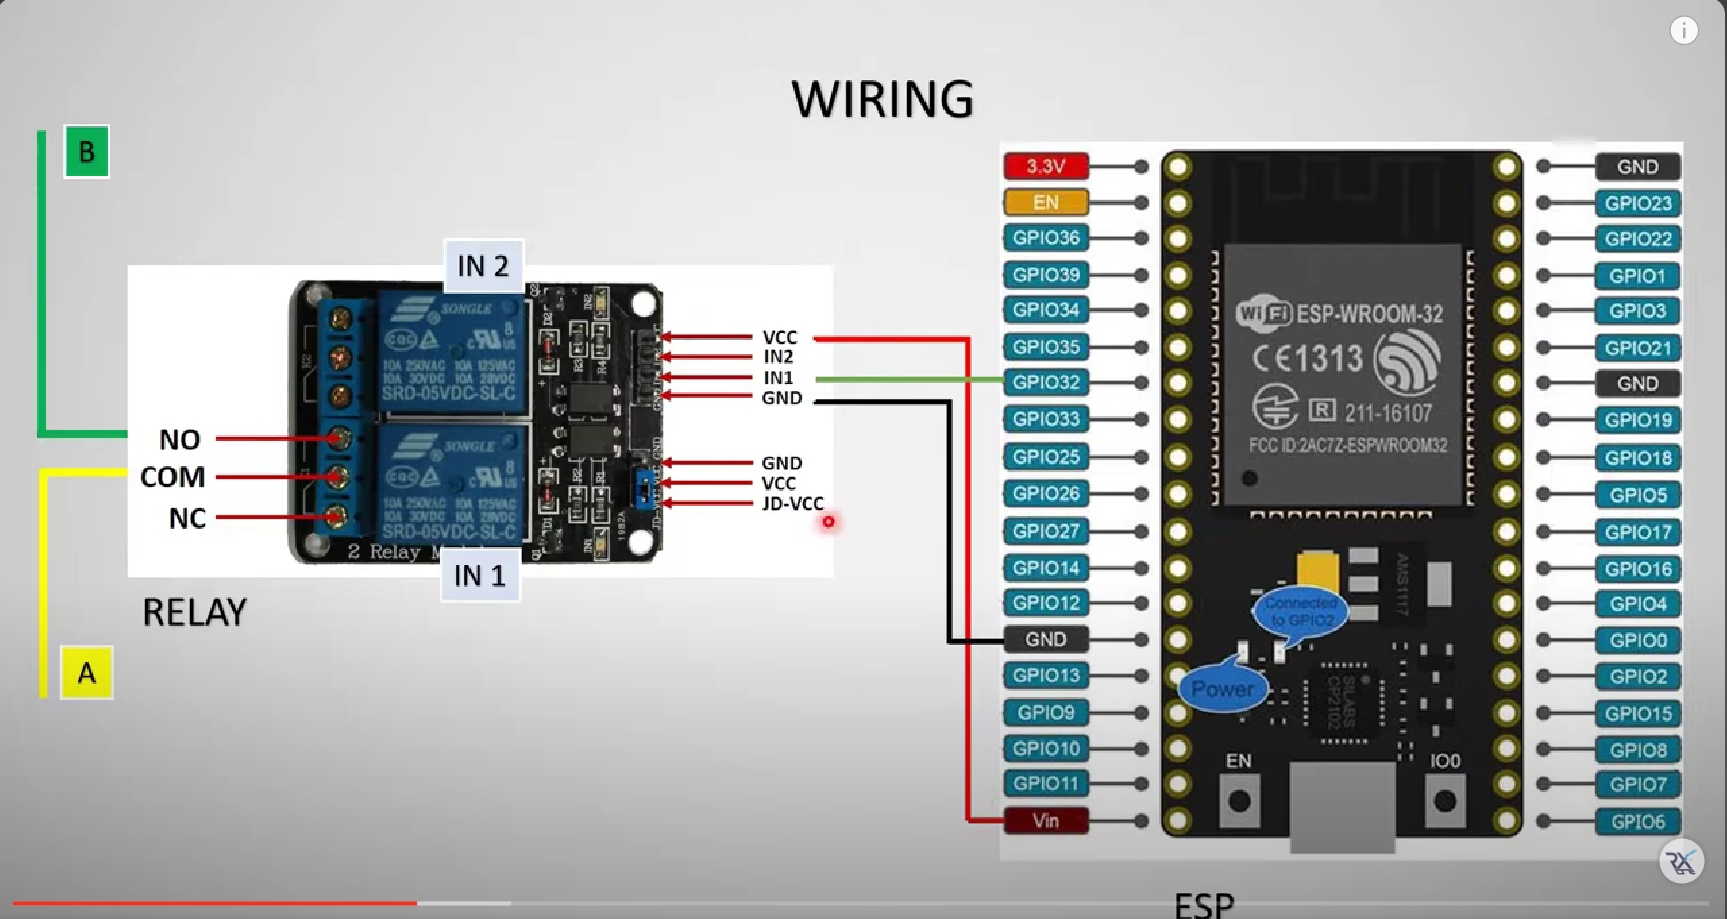 WIRING
B
A
IN 2
IN 1
NO
COM
NC
RELAY
SONGLE
10A 250VAC 10A 125VAC
10A 30VDC 10A 28VDC
SRD-05VDC-SL-C
SONGLE
10A 250VAC 10A 125VAC
10A 30VDC 10A 28VDC
SRD-05VDC-SL-C
2 Relay
VCC
IN2
IN1
GND
GND
VCC
JD-VCC
3.3V
EN
GPIO36
GPIO39
GPIO34
GPIO35
GPIO32
GPIO33
GPIO25
GPIO26
GPIO27
GPIO14
GPIO12
GND
GPIO13
GPIO9
GPIO10
GPIO11
Vin
WiFi ESP-WROOM-32
CE1313
R 211-16107
FCC ID:2AC7Z-ESPWROOM32
AMS1117
Connected
to GPIO2
Power
SILABS
CP2102
EN
IO0
GND
GPIO23
GPIO22
GPIO1
GPIO3
GPIO21
GND
GPIO19
GPIO18
GPIO5
GPIO17
GPIO16
GPIO4
GPIO0
GPIO2
GPIO15
GPIO8
GPIO7
GPIO6
ESP